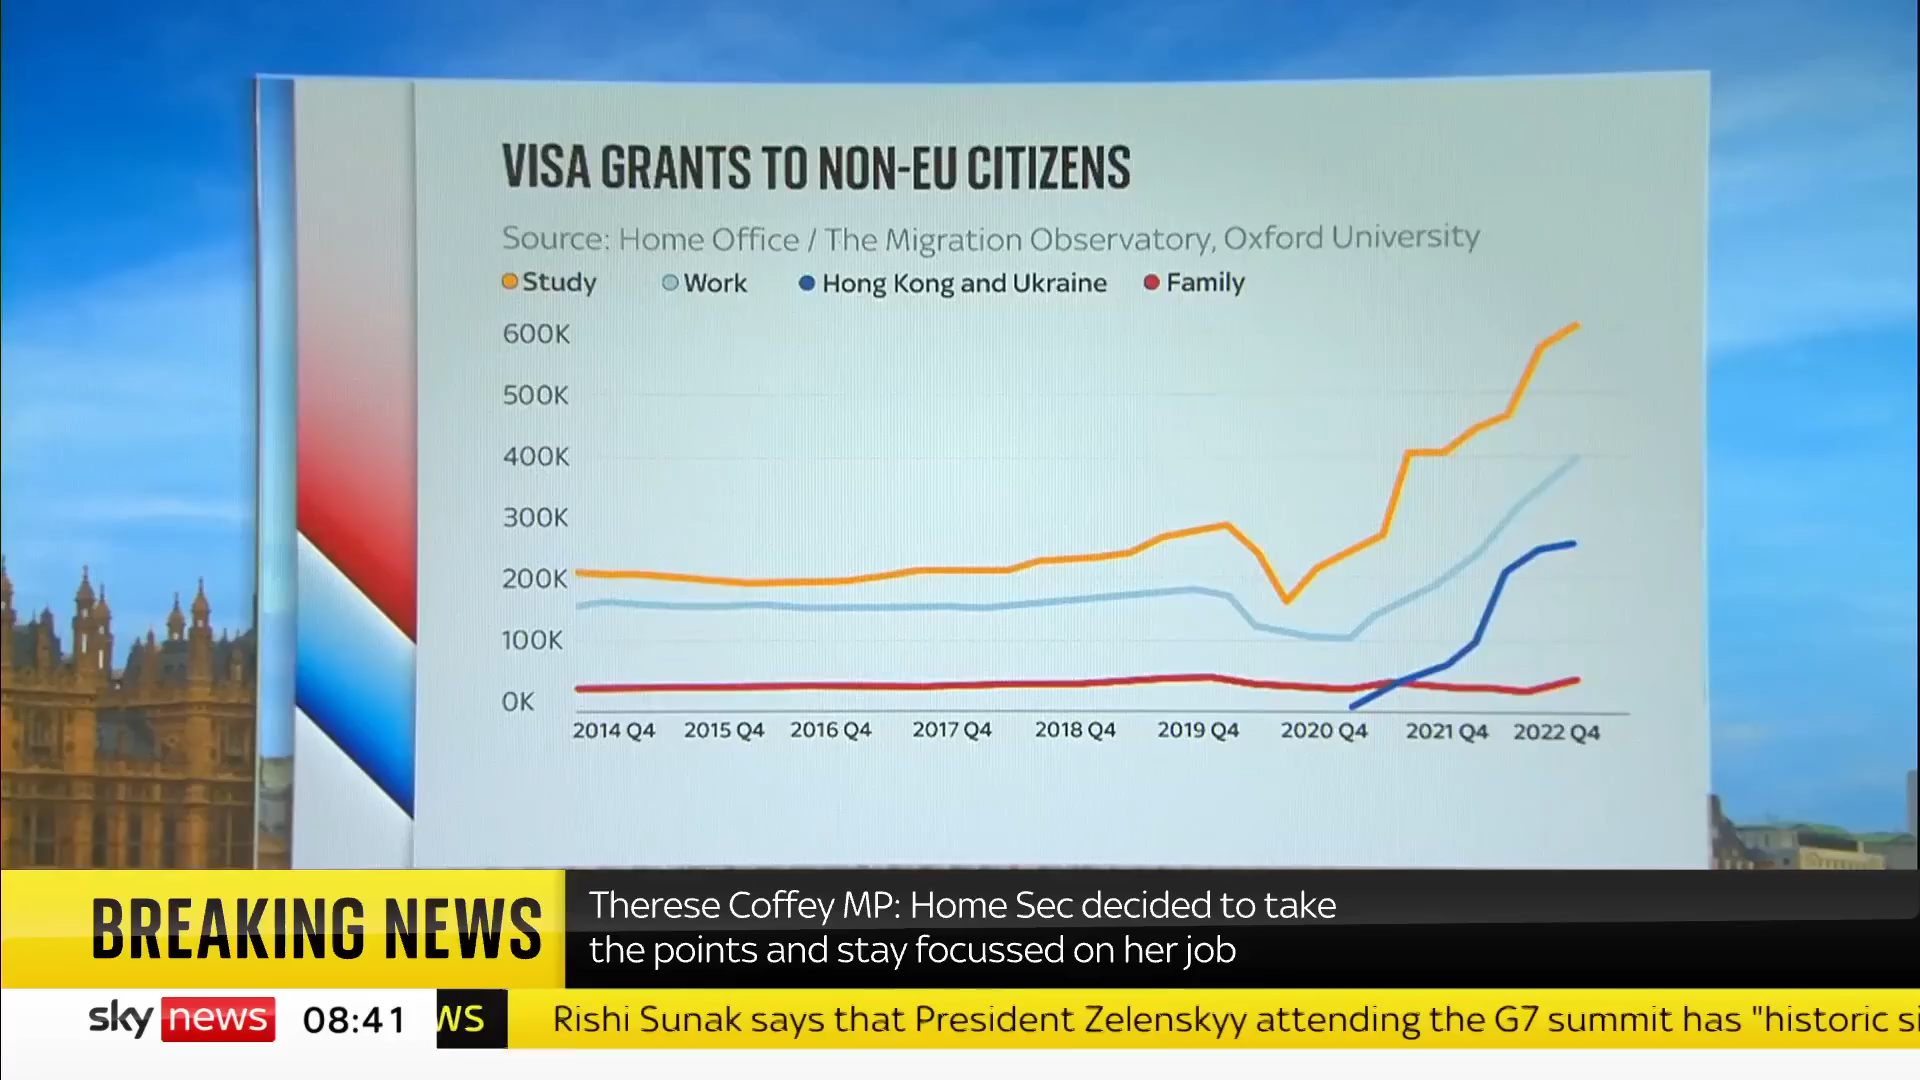 VISA GRANTS TO NON-EU CITIZENS
Source: Home Office / The Migration Observatory, Oxford University
Study Work Hong Kong and Ukraine Family
600K
500K
400K
300K
200K
100K
0K
2014 Q4 2015 Q4 2016 Q4 2017 Q4 2018 Q4 2019 Q4 2020 Q4 2021 Q4 2022 Q4
BREAKING NEWS
Therese Coffey MP: Home Sec decided to take
the points and stay focussed on her job
sky news 08:41 WS Rishi Sunak says that President Zelenskyy attending the G7 summit has "historic si